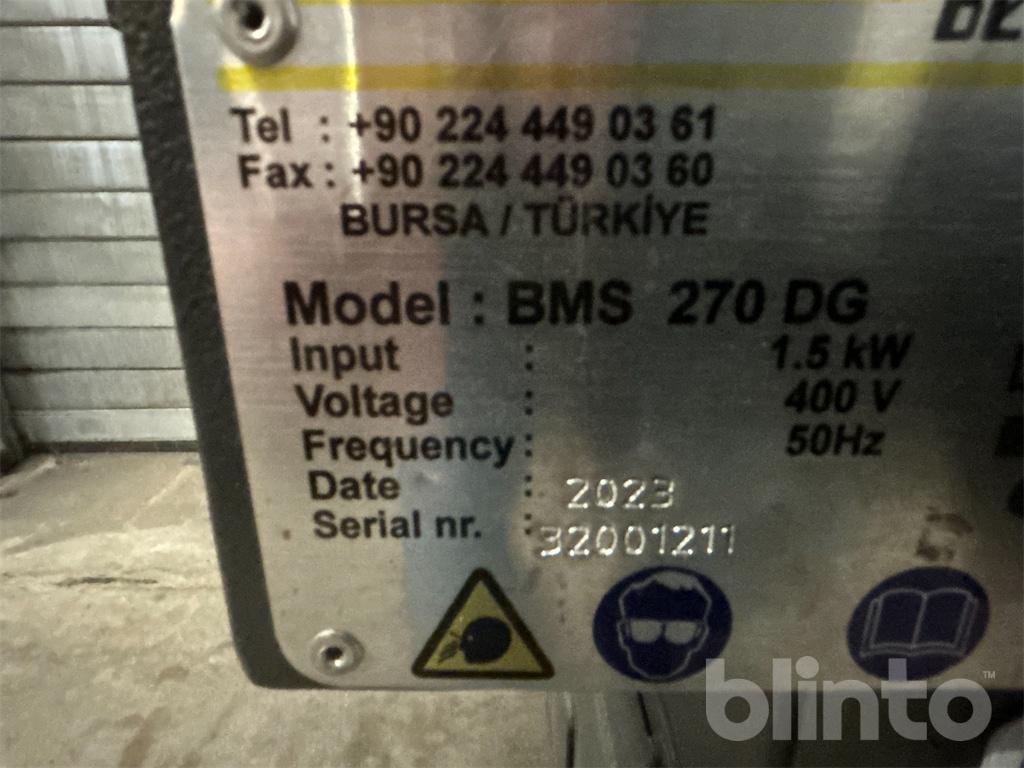 Tel : +90 224 449 03 61
Fax : +90 224 449 03 60
BURSA / TÜRKİYE
Model : BMS 270 DG
Input : 1.5 kW
Voltage : 400 V
Frequency : 50Hz
Date : 2023
Serial nr. : 32001211
blinto™